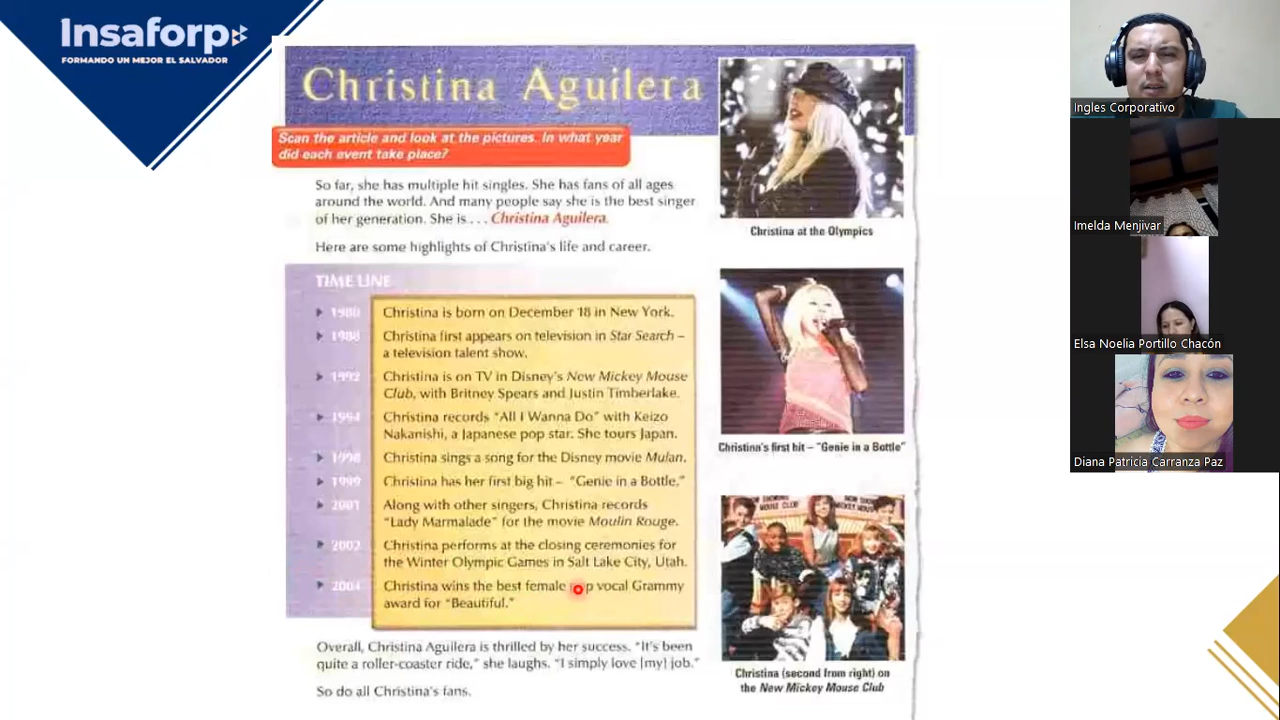 Insaforp
FORMANDO UN MEJOR EL SALVADOR
Christina Aguilera
Scan the article and look at the pictures. In what year
did each event take place?
So far, she has multiple hit singles. She has fans of all ages
around the world. And many people say she is the best singer
of her generation. She is . . . Christina Aguilera.
Here are some highlights of Christina's life and career.
TIME LINE
1980 Christina is born on December 18 in New York.
1988 Christina first appears on television in Star Search –
a television talent show.
1992 Christina is on TV in Disney's New Mickey Mouse
Club, with Britney Spears and Justin Timberlake.
1994 Christina records "All I Wanna Do" with Keizo
Nakanishi, a Japanese pop star. She tours Japan.
1998 Christina sings a song for the Disney movie Mulan.
1999 Christina has her first big hit – "Genie in a Bottle."
2001 Along with other singers, Christina records
"Lady Marmalade" for the movie Moulin Rouge.
2002 Christina performs at the closing ceremonies for
the Winter Olympic Games in Salt Lake City, Utah.
2004 Christina wins the best female pop vocal Grammy
award for "Beautiful."
Overall, Christina Aguilera is thrilled by her success. "It's been
quite a roller-coaster ride," she laughs. "I simply love [my] job."
So do all Christina's fans.
Christina at the Olympics
Christina's first hit – "Genie in a Bottle"
Christina (second from right) on
the New Mickey Mouse Club
Ingles Corporativo
Imelda Menjivar
Elsa Noelia Portillo Chacón
Diana Patricia Carranza Paz